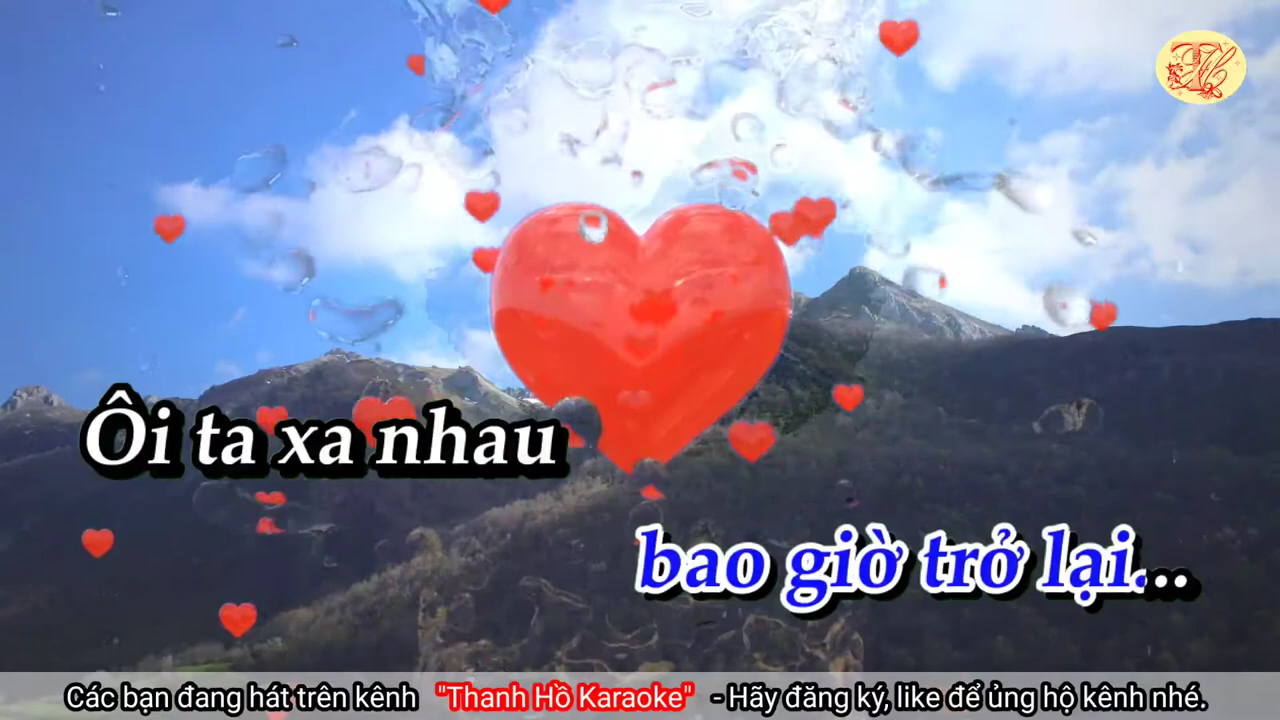 Ôi ta xa nhau
bao giờ trở lại...
Các bạn đang hát trên kênh "Thanh Hồ Karaoke" - Hãy đăng ký, like để ủng hộ kênh nhé.